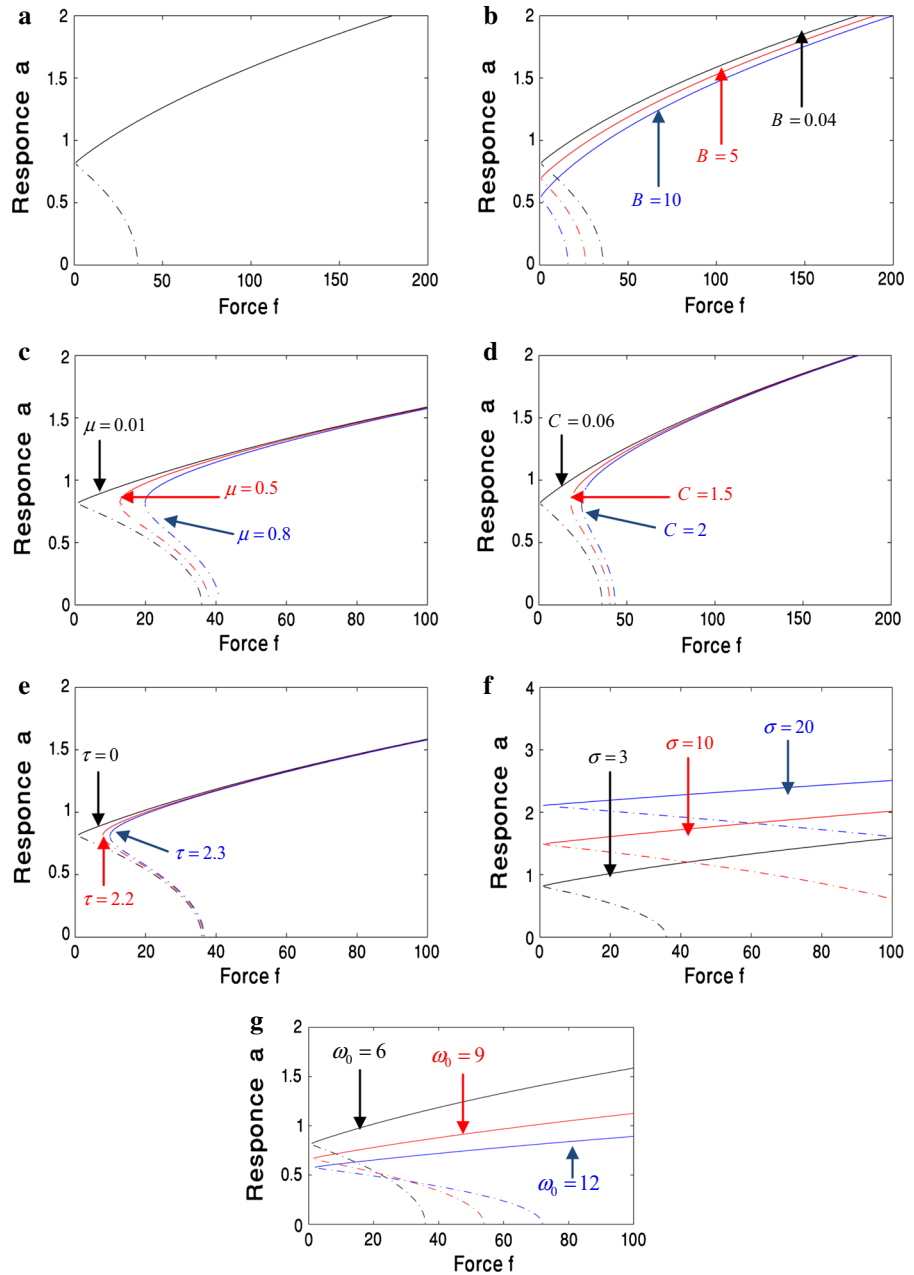 a
Responce a
2
1.5
1
0.5
0
0 50 100 150 200
Force f
b
Responce a
2
1.5
1
0.5
0
B = 0.04
B = 5
B = 10
0 50 100 150 200
Force f
c
Responce a
2
1.5
1
0.5
0
μ = 0.01
μ = 0.5
μ = 0.8
0 20 40 60 80 100
Force f
d
Responce a
2
1.5
1
0.5
0
C = 0.06
C = 1.5
C = 2
0 50 100 150 200
Force f
e
Responce a
2
1.5
1
0.5
0
τ = 0
τ = 2.3
τ = 2.2
0 20 40 60 80 100
Force f
f
Responce a
4
3
2
1
0
σ = 20
σ = 10
σ = 3
0 20 40 60 80 100
Force f
g
Responce a
2
1.5
1
0.5
0
ω₀ = 6
ω₀ = 9
ω₀ = 12
0 20 40 60 80 100
Force f